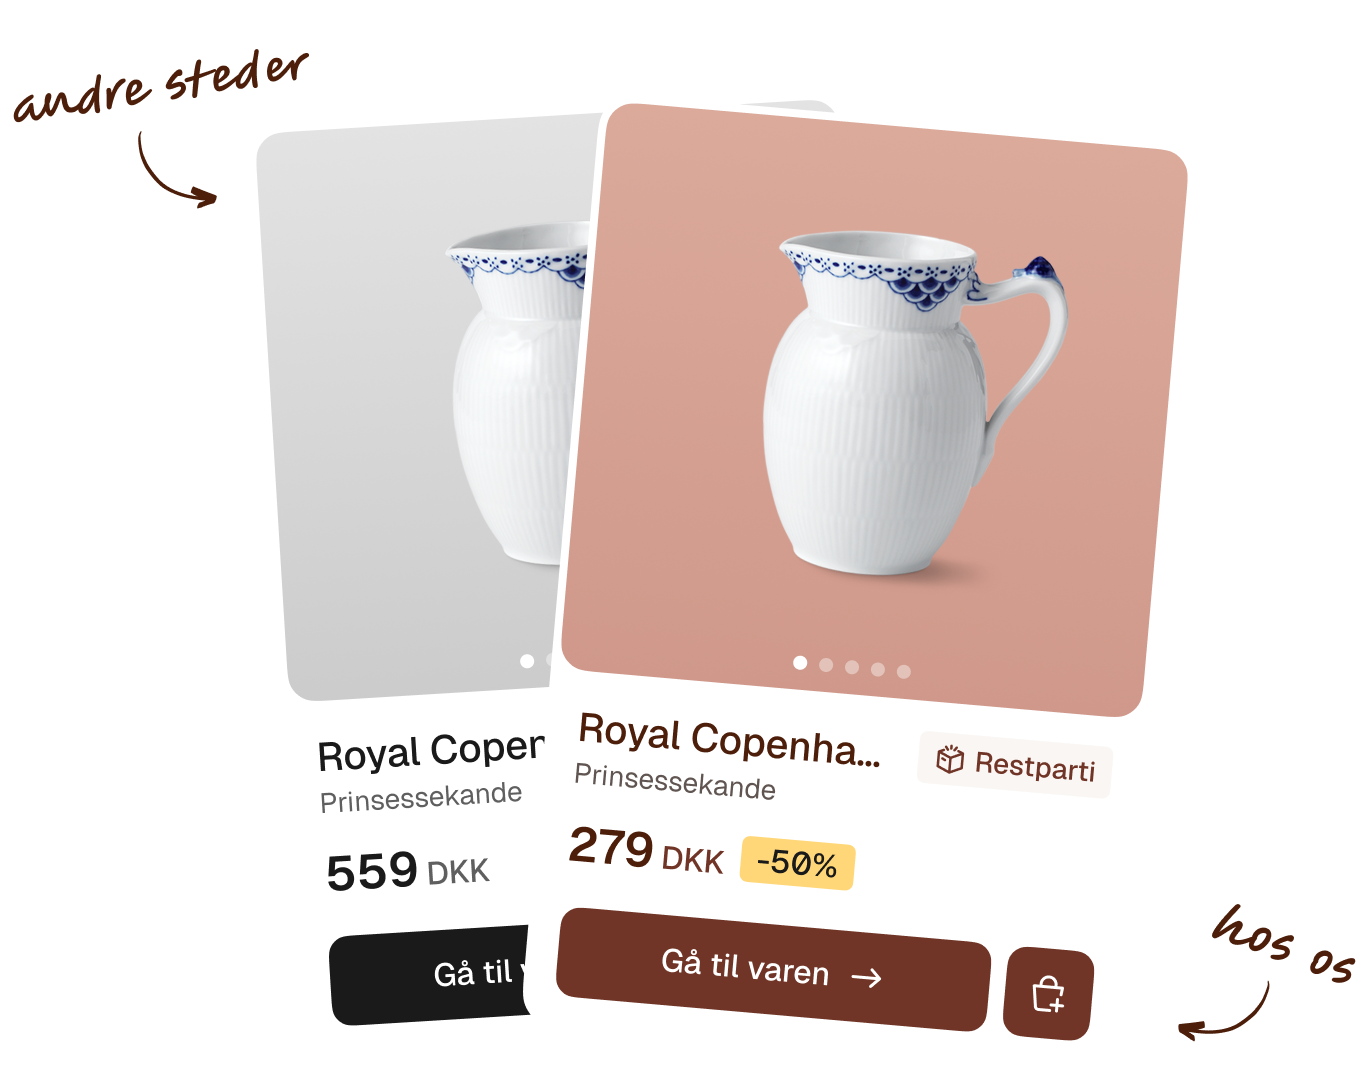 andre steder
Royal Copen
Prinsessekande
559 DKK
Gå til
Royal Copenha...
Restparti
Prinsessekande
279 DKK
-50%
Gå til varen →
hos os